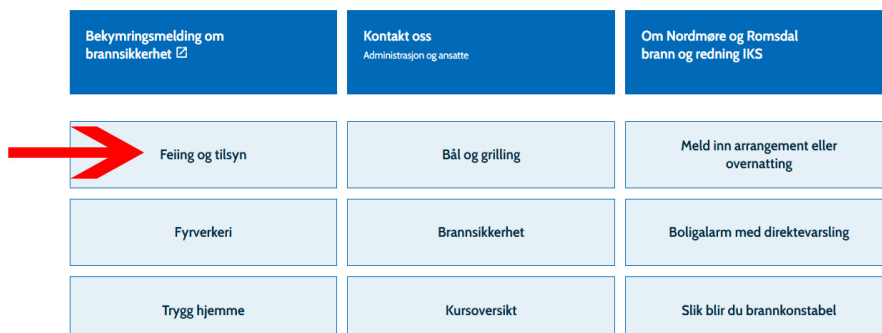 Bekymringsmelding om
brannsikkerhet
Kontakt oss
Administrasjon og ansatte
Om Nordmøre og Romsdal
brann og redning IKS
Feiing og tilsyn
Bål og grilling
Meld inn arrangement eller
overnatting
Fyrverkeri
Brannsikkerhet
Boligalarm med direktevarsling
Trygg hjemme
Kursoversikt
Slik blir du brannkonstabel